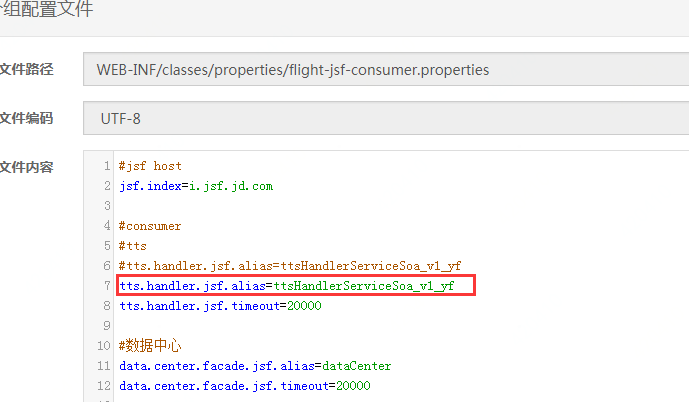 组配置文件
文件路径 WEB-INF/classes/properties/flight-jsf-consumer.properties
文件编码 UTF-8
文件内容
1 #jsf host
2 jsf.index=i.jsf.jd.com
3
4 #consumer
5 #tts
6 #tts.handler.jsf.alias=ttsHandlerServiceSoa_v1_yf
7 tts.handler.jsf.alias=ttsHandlerServiceSoa_v1_yf
8 tts.handler.jsf.timeout=20000
9
10 #数据中心
11 data.center.facade.jsf.alias=dataCenter
12 data.center.facade.jsf.timeout=20000